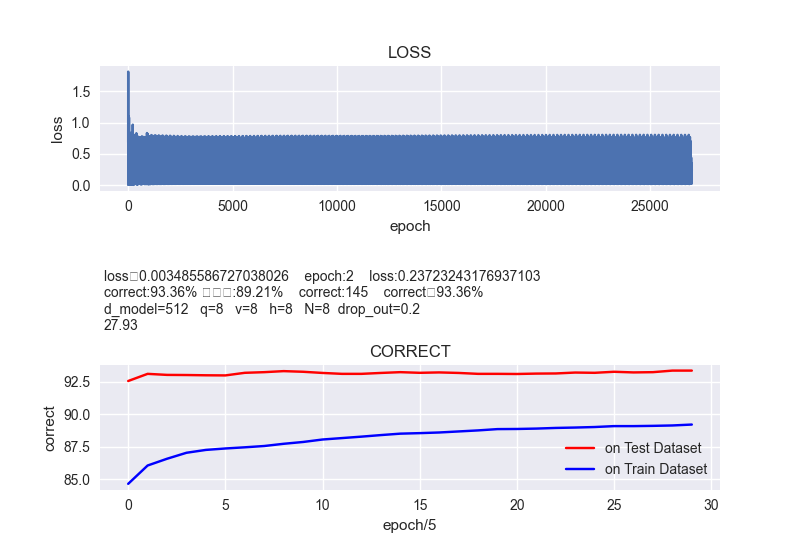 LOSS
1.5
1.0
0.5
0.0
loss
0 5000 10000 15000 20000 25000
epoch
loss□0.003485586727038026 epoch:2 loss:0.23723243176937103
correct:93.36% □□□:89.21% correct:145 correct□93.36%
d_model=512 q=8 v=8 h=8 N=8 drop_out=0.2
27.93
CORRECT
92.5
90.0
87.5
85.0
correct
on Test Dataset
on Train Dataset
0 5 10 15 20 25 30
epoch/5